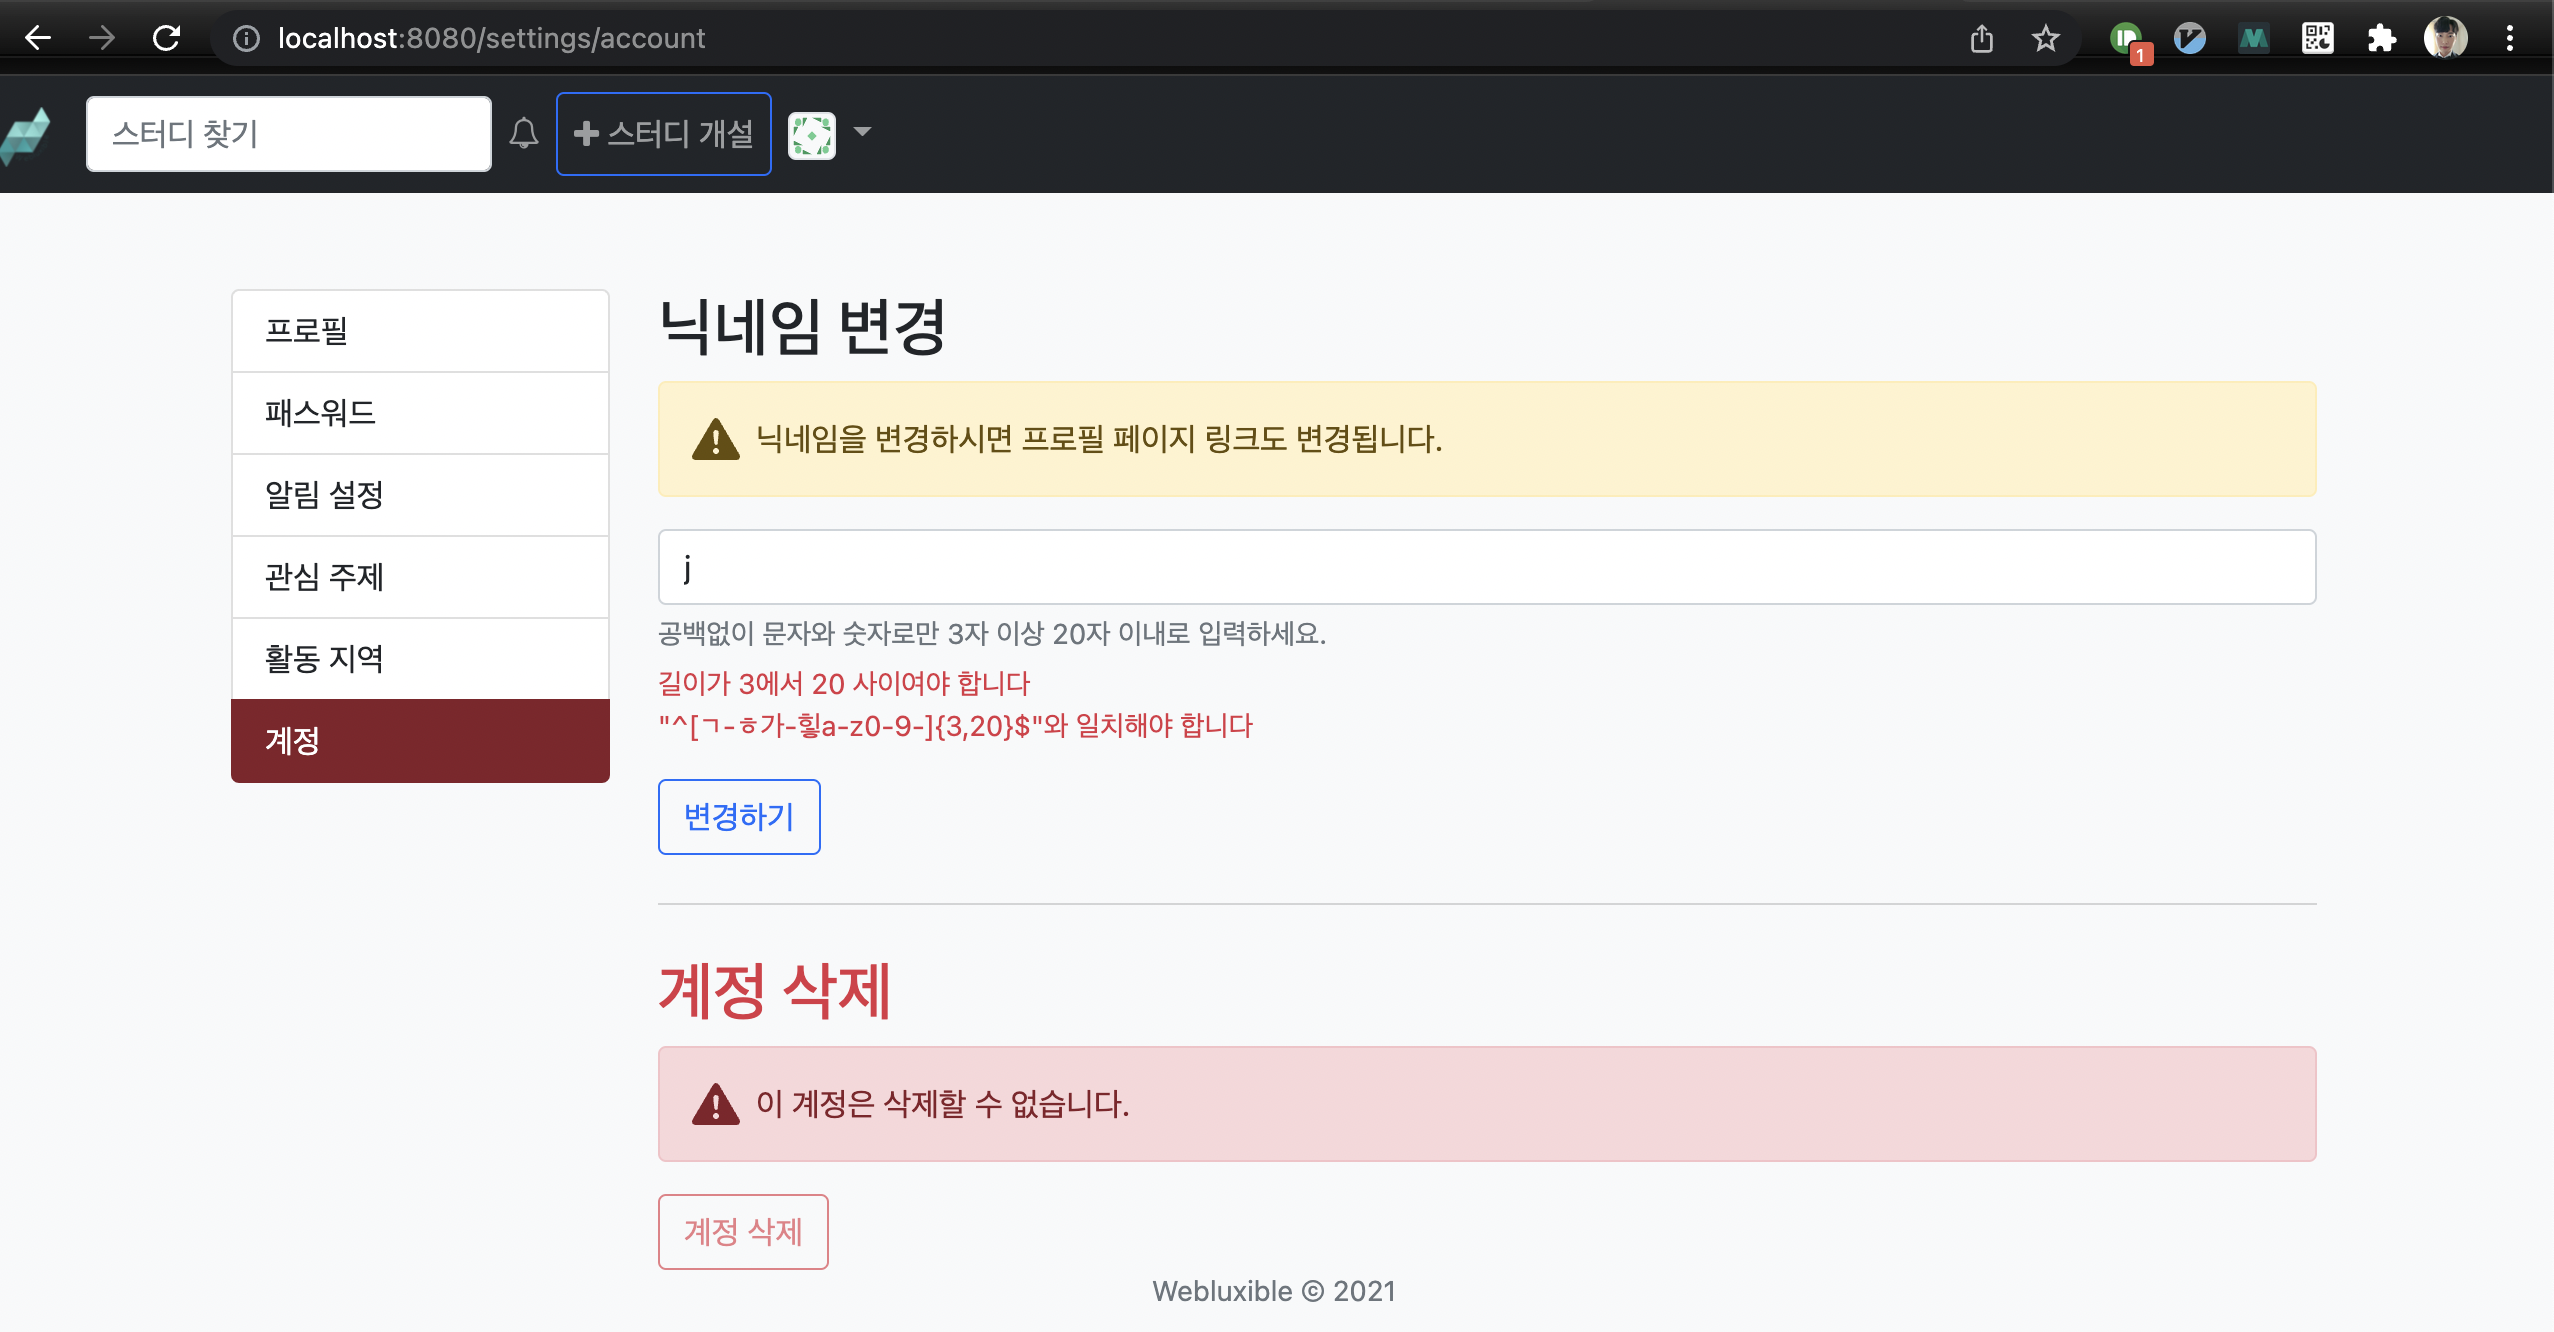 localhost:8080/settings/account
1
스터디 찾기
스터디 개설
프로필
패스워드
알림 설정
관심 주제
활동 지역
계정
닉네임 변경
닉네임을 변경하시면 프로필 페이지 링크도 변경됩니다.
j
공백없이 문자와 숫자로만 3자 이상 20자 이내로 입력하세요.
길이가 3에서 20 사이여야 합니다
"^[ㄱ-ㅎ가-힣a-z0-9-]{3,20}$"와 일치해야 합니다
변경하기
계정 삭제
이 계정은 삭제할 수 없습니다.
계정 삭제
Webluxible © 2021